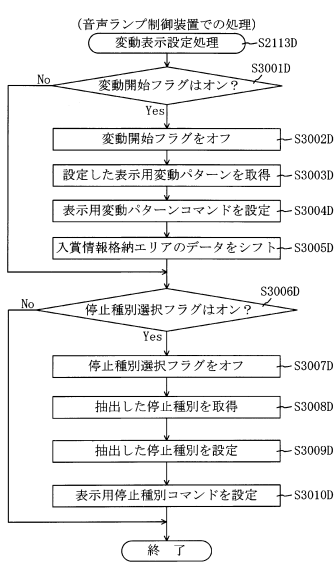 (音声ランプ制御装置での処理)
変動表示設定処理
S2113D
S3001D
No
変動開始フラグはオン？
Yes
変動開始フラグをオフ
S3002D
設定した表示用変動パターンを取得
S3003D
表示用変動パターンコマンドを設定
S3004D
入賞情報格納エリアのデータをシフト
S3005D
S3006D
No
停止種別選択フラグはオン？
Yes
停止種別選択フラグをオフ
S3007D
抽出した停止種別を取得
S3008D
抽出した停止種別を設定
S3009D
表示用停止種別コマンドを設定
S3010D
終 了